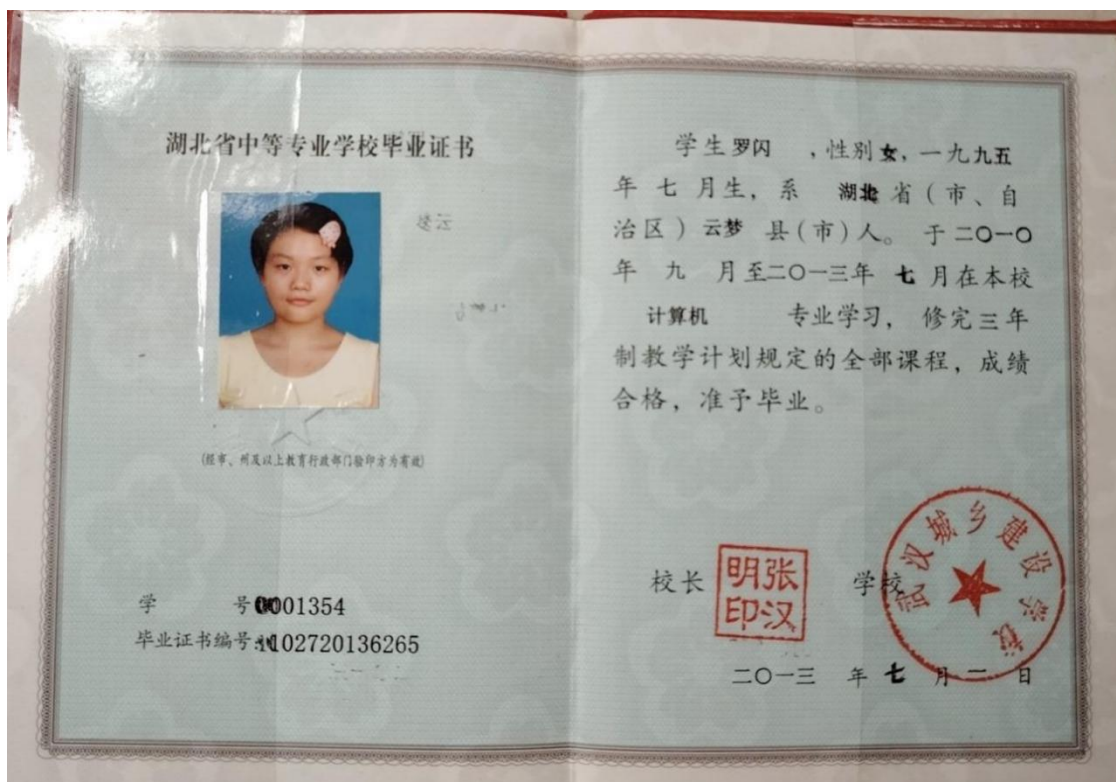 湖北省中等专业学校毕业证书
(经市、州及以上教育行政部门验印方为有效)
学 号 001354
毕业证书编号 102720136265
学生罗闪 ,性别女,一九九五
年 七 月生, 系 湖北 省(市、自
治区)云梦 县(市)人。 于二〇一〇
年 九 月至二〇一三年 七 月在本校
计算机 专业学习, 修完三年
制教学计划规定的全部课程, 成绩
合格, 准予毕业。
校长 张汉明印 学校
武汉城乡建设学校
二〇一三 年 七 月 二 日